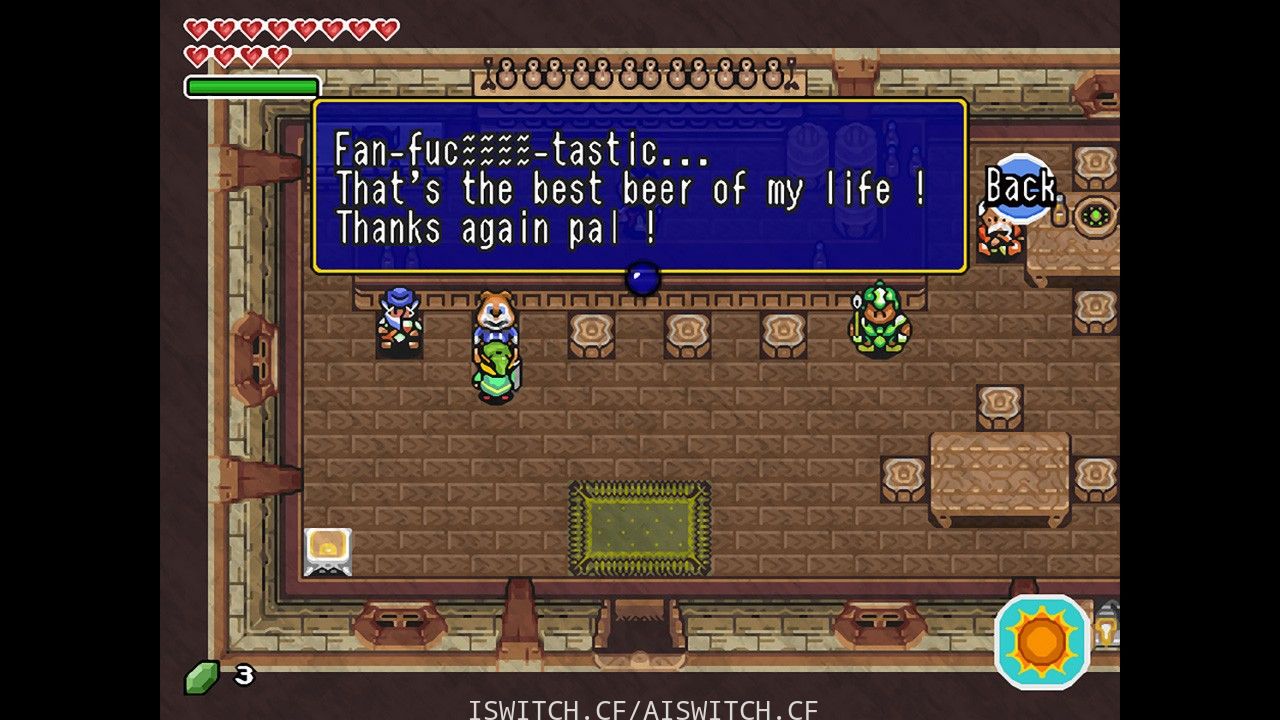 Fan-fuc⁓⁓⁓⁓-tastic...
That's the best beer of my life !
Thanks again pal !
Back
3
ISWITCH.CF/AISWITCH.CF